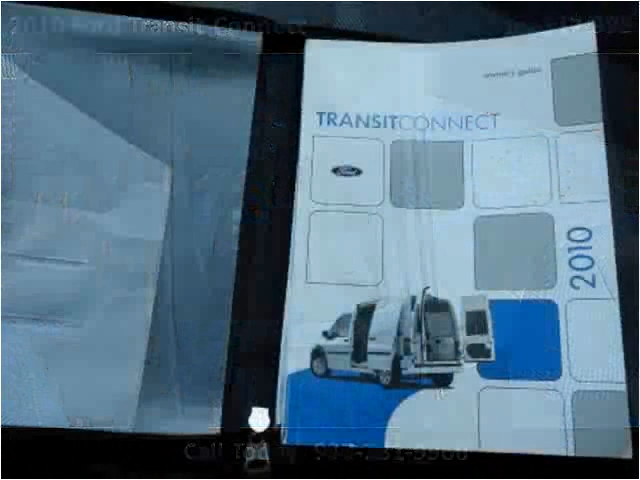 2010 Ford Transit Connect
owner's guide
TRANSITCONNECT
Ford
2010
Call Today